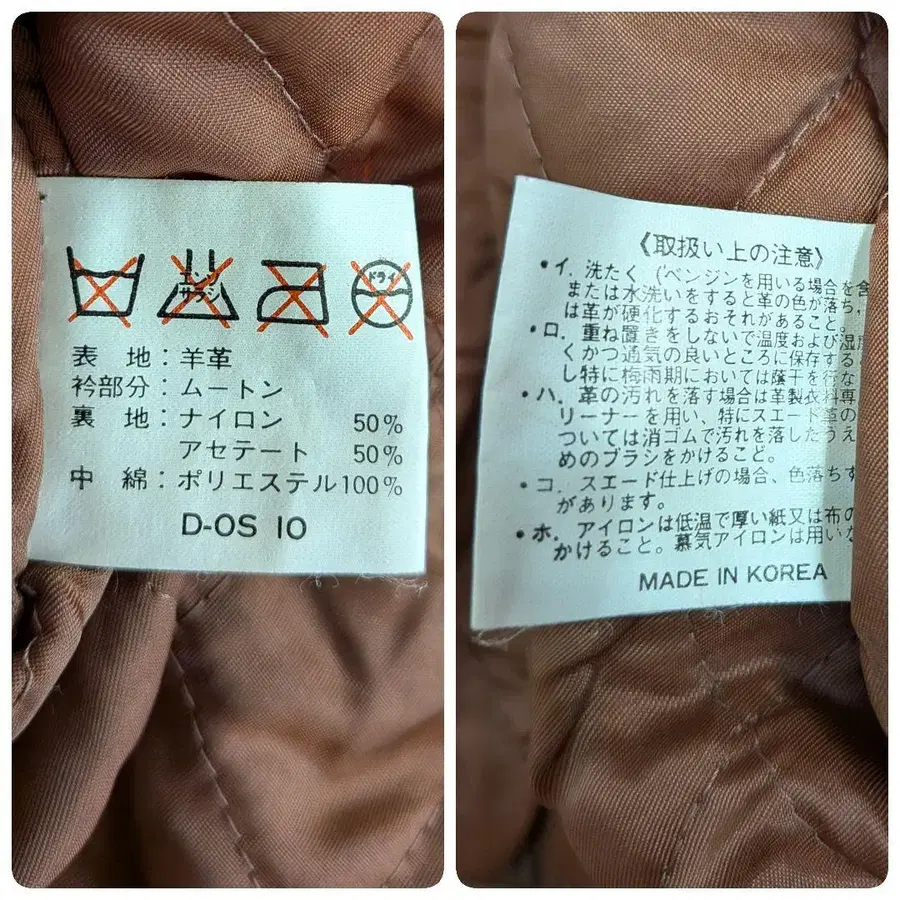 エンソ
サラシ
ドライ
表 地：羊革
衿部分：ムートン
裏 地：ナイロン 50%
アセテート 50%
中 綿：ポリエステル100%
D-OS 10
《取扱い上の注意》
・イ．洗たく（ベンジンを用いる場合を含
または水洗いをすると革の色が落ち，
は革が硬化するおそれがあること。
・ロ．重ね置きをしないで温度および湿
くかつ通気の良いところに保存する
し特に梅雨期においては蔭干を行な
・ハ．革の汚れを落す場合は革製衣料専
リーナーを用い、特にスエード革の
ついては消ゴムで汚れを落したうえ
めのブラシをかけること。
・コ．スエード仕上げの場合、色落ちす
があります。
・ホ．アイロンは低温で厚い紙又は布の
かけること。慕気アイロンは用いな
MADE IN KOREA